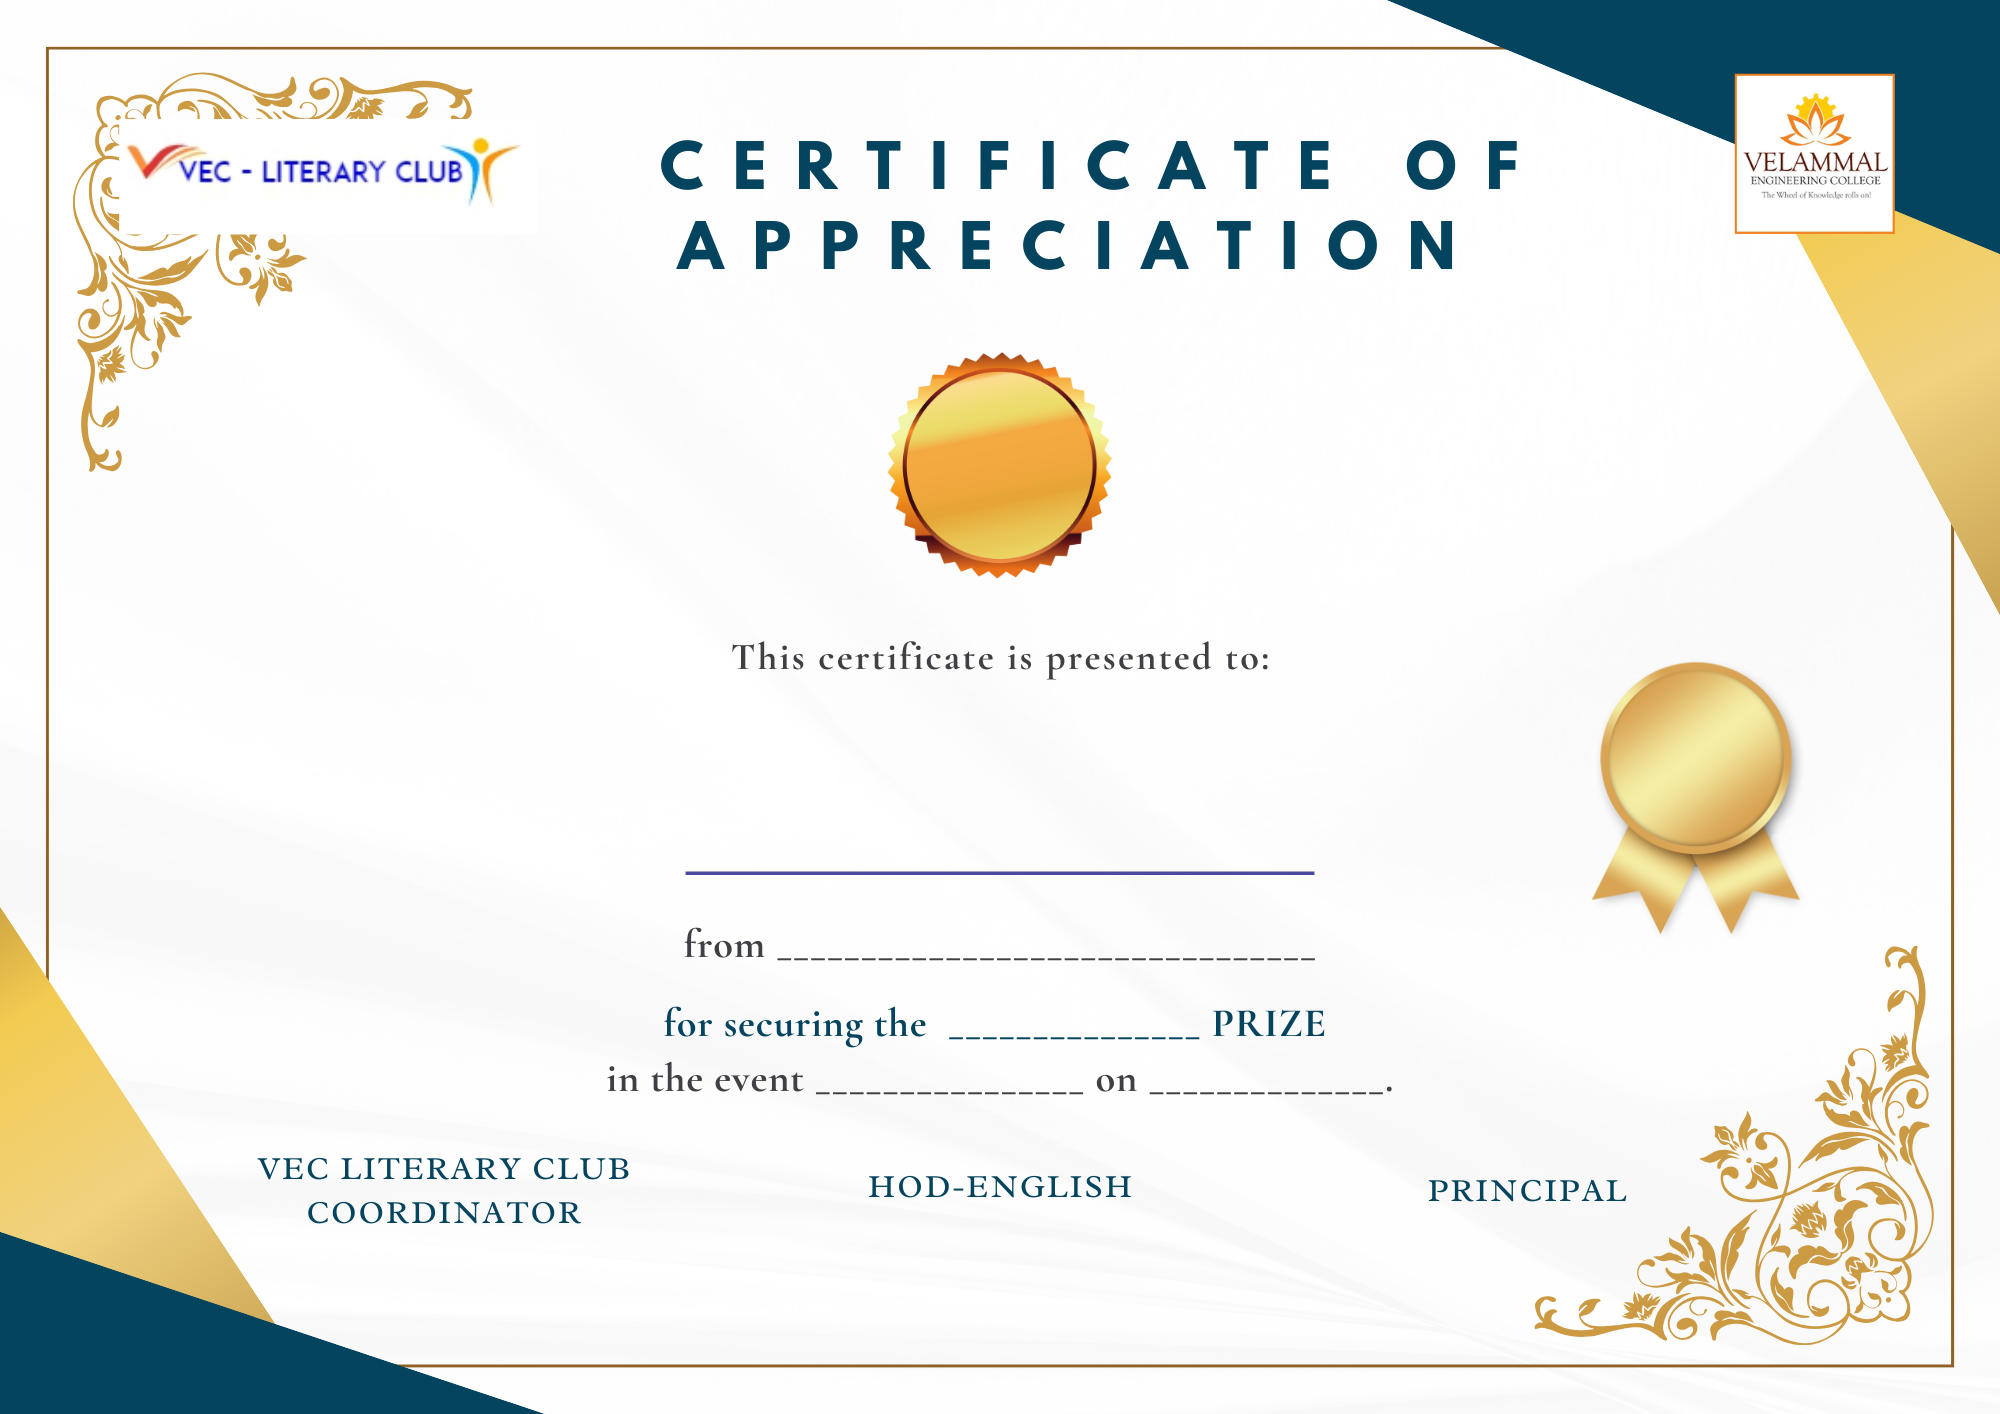 VEC - LITERARY CLUB
CERTIFICATE OF
APPRECIATION
VELAMMAL
ENGINEERING COLLEGE
The Wheel of Knowledge rolls on!
This certificate is presented to:
from ________________________________
for securing the _______________ PRIZE
in the event ________________ on ______________.
VEC LITERARY CLUB
COORDINATOR
HOD-ENGLISH
PRINCIPAL